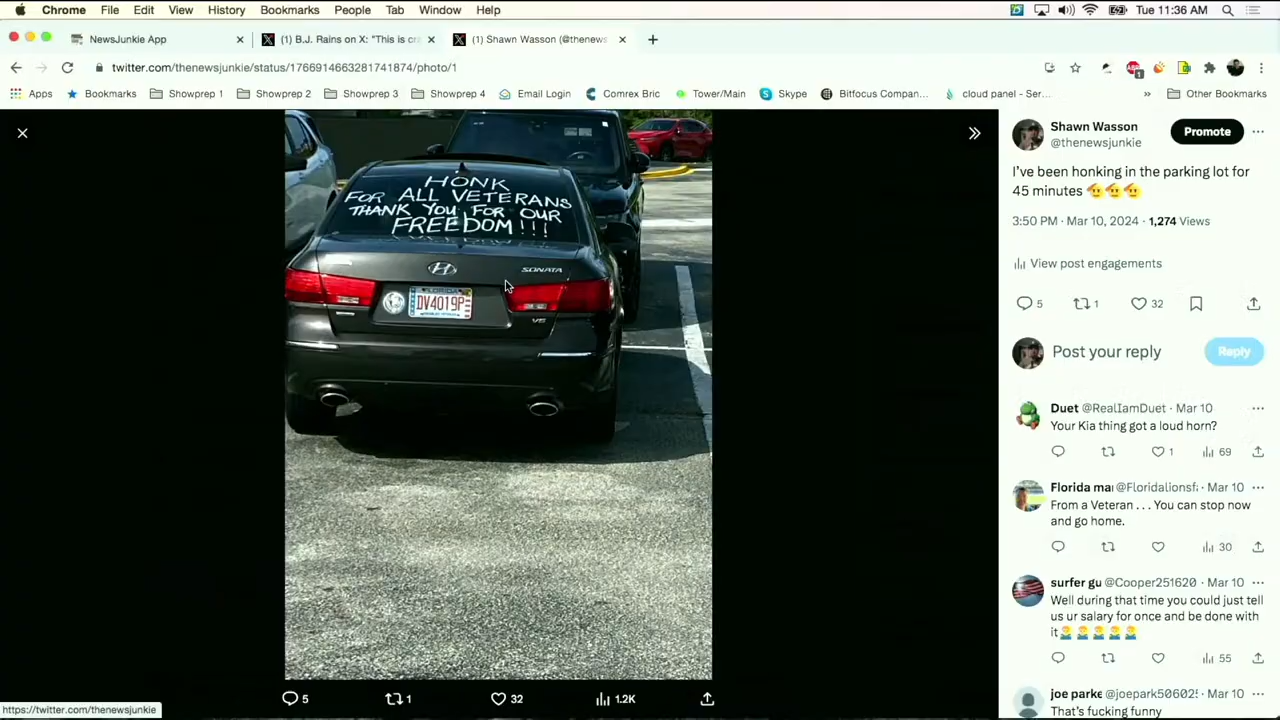 Chrome File Edit View History Bookmarks People Tab Window Help Tue 11:36 AM
NewsJunkie App
(1) B.J. Rains on X: "This is cr
(1) Shawn Wasson (@thenews
twitter.com/thenewsjunkie/status/1766914663281741874/photo/1
Apps Bookmarks Showprep 1 Showprep 2 Showprep 3 Showprep 4 Email Login Comrex Bric Tower/Main Skype Bitfocus Compan... cloud panel - Ser... » Other Bookmarks
HONK
FOR ALL VETERANS
THANK YOU FOR OUR
FREEDOM!!!
SONATA
FLORIDA
DV4019P
V6
5 1 32 1.2K
https://twitter.com/thenewsjunkie
Shawn Wasson
@thenewsjunkie
Promote
I've been honking in the parking lot for
45 minutes 🫡🫡🫡
3:50 PM · Mar 10, 2024 · 1,274 Views
View post engagements
5 1 32
Post your reply
Reply
Duet @RealIamDuet · Mar 10
Your Kia thing got a loud horn?
1 69
Florida ma @Floridalionsf · Mar 10
From a Veteran . . . You can stop now
and go home.
30
surfer gu @Cooper251620 · Mar 10
Well during that time you could just tell
us ur salary for once and be done with
it
55
joe parke @joepark50602 · Mar 10
That's fucking funny